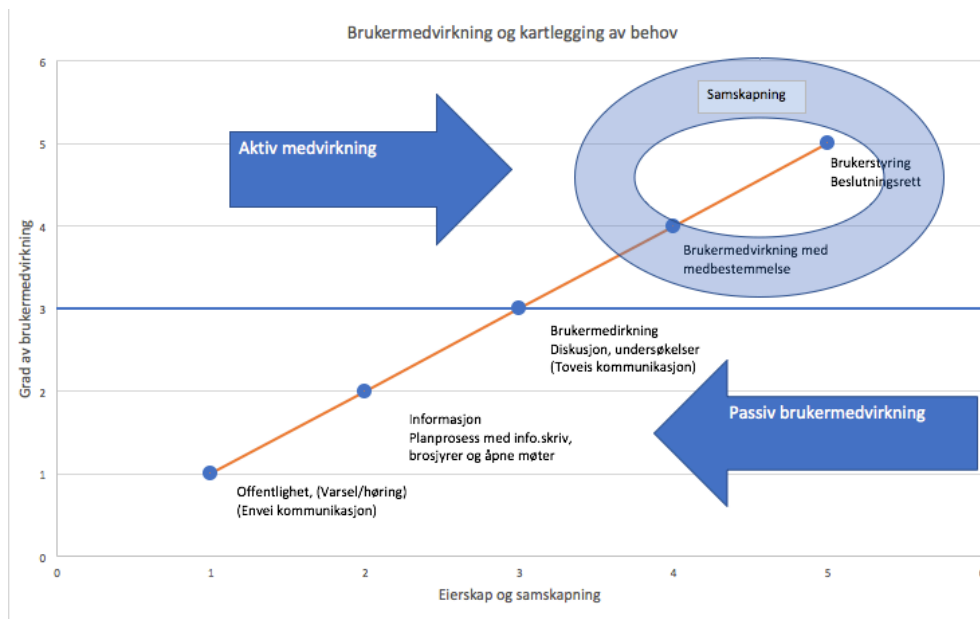 Brukermedvirkning og kartlegging av behov
6
Samskapning
Aktiv medvirkning
5
Brukerstyring
Beslutningsrett
4
Brukermedvirkning med
medbestemmelse
Grad av brukermedvirkning
3
Brukermedirkning
Diskusjon, undersøkelser
(Toveis kommunikasjon)
2
Informasjon
Planprosess med info.skriv,
brosjyrer og åpne møter
Passiv brukermedvirkning
1
Offentlighet, (Varsel/høring)
(Envei kommunikasjon)
0
0 1 2 3 4 5
Eierskap og samskapning